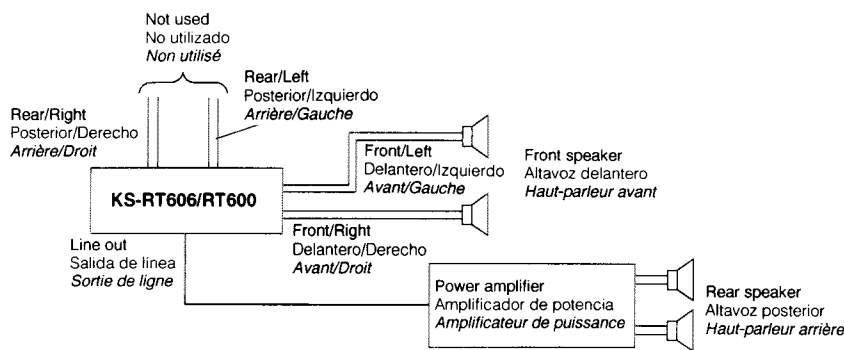 Not used
No utilizado
Non utilisé
Rear/Left
Posterior/Izquierdo
Arrière/Gauche
Rear/Right
Posterior/Derecho
Arrière/Droit
Front/Left
Delantero/Izquierdo
Avant/Gauche
Front speaker
Altavoz delantero
Haut-parleur avant
KS-RT606/RT600
Front/Right
Delantero/Derecho
Avant/Droit
Line out
Salida de línea
Sortie de ligne
Power amplifier
Amplificador de potencia
Amplificateur de puissance
Rear speaker
Altavoz posterior
Haut-parleur arrière